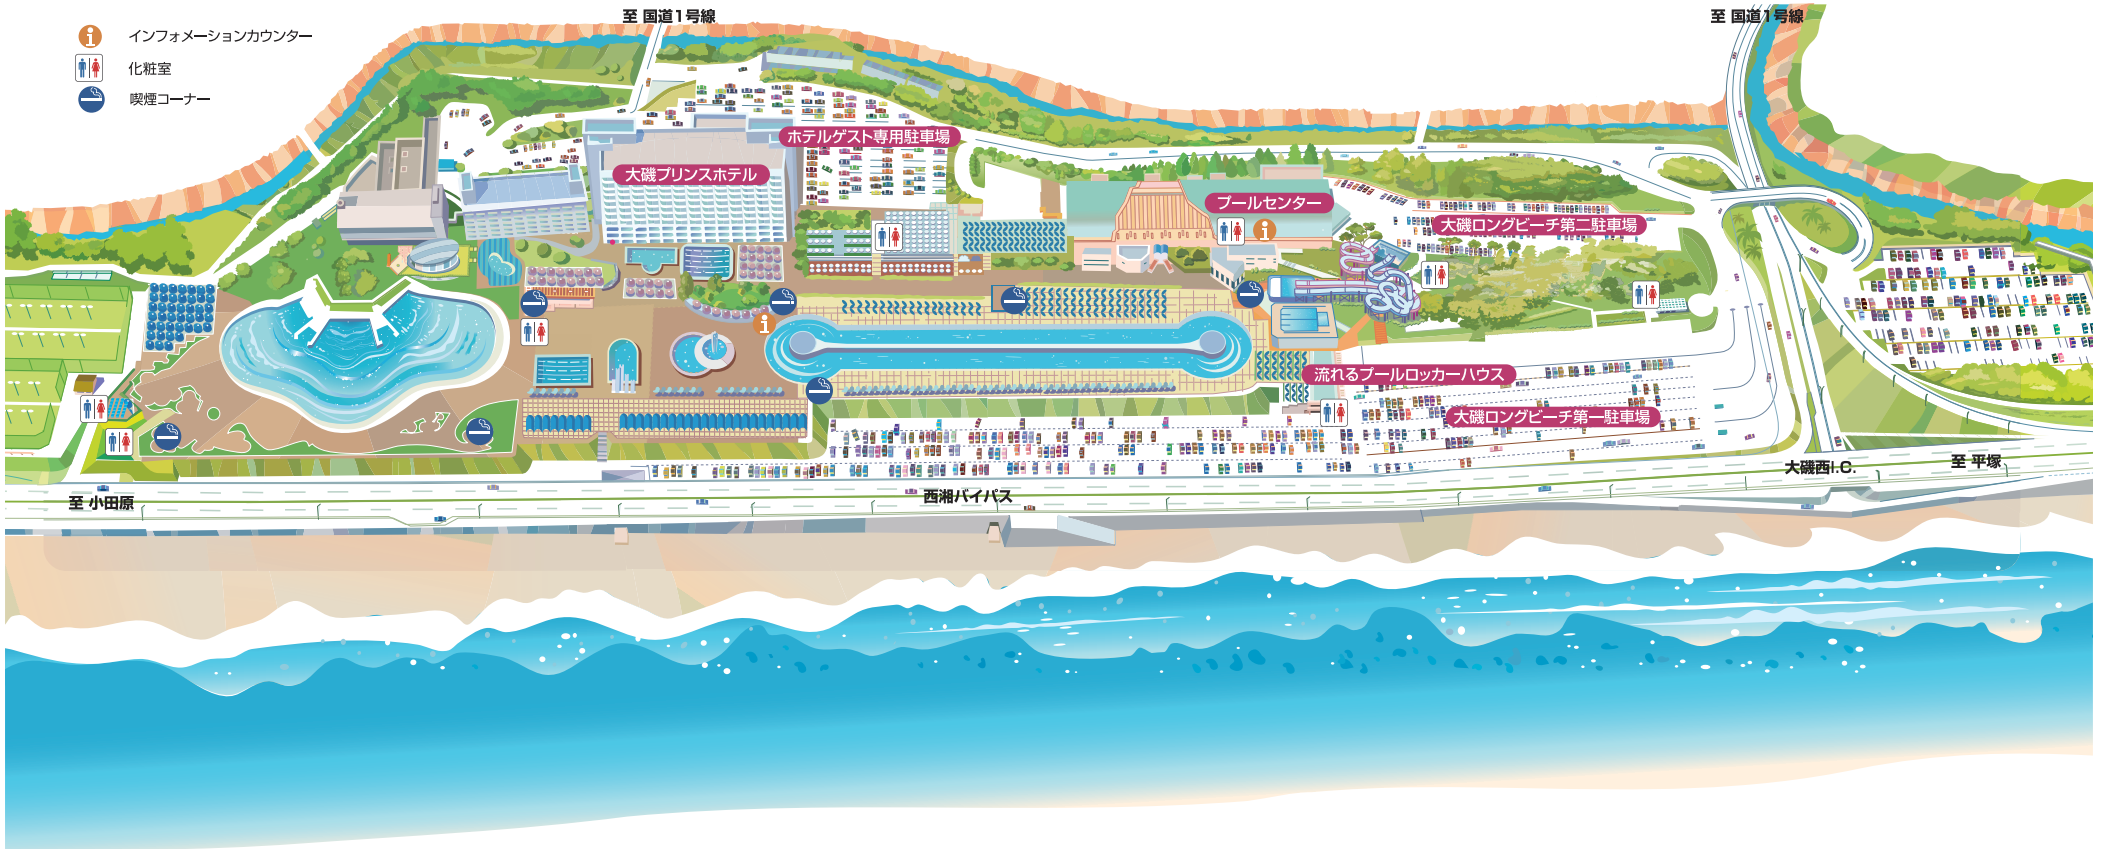 至 国道1号線
至 国道1号線
インフォメーションカウンター
化粧室
喫煙コーナー
ホテルゲスト専用駐車場
大磯プリンスホテル
プールセンター
大磯ロングビーチ第二駐車場
流れるプールロッカーハウス
大磯ロングビーチ第一駐車場
大磯西I.C.
至 平塚
西湘バイパス
至 小田原